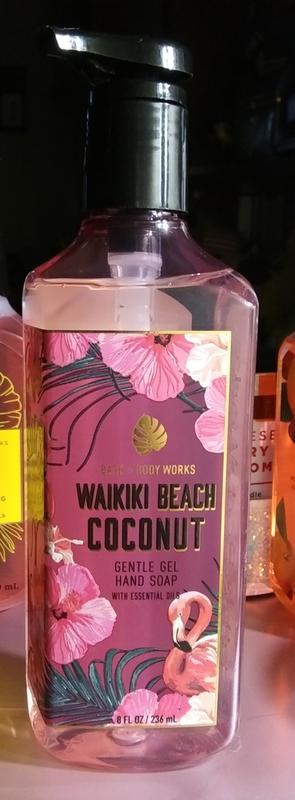 BATH & BODY WORKS
WAIKIKI BEACH
COCONUT
GENTLE GEL
HAND SOAP
WITH ESSENTIAL OILS
8 FL OZ / 236 mL